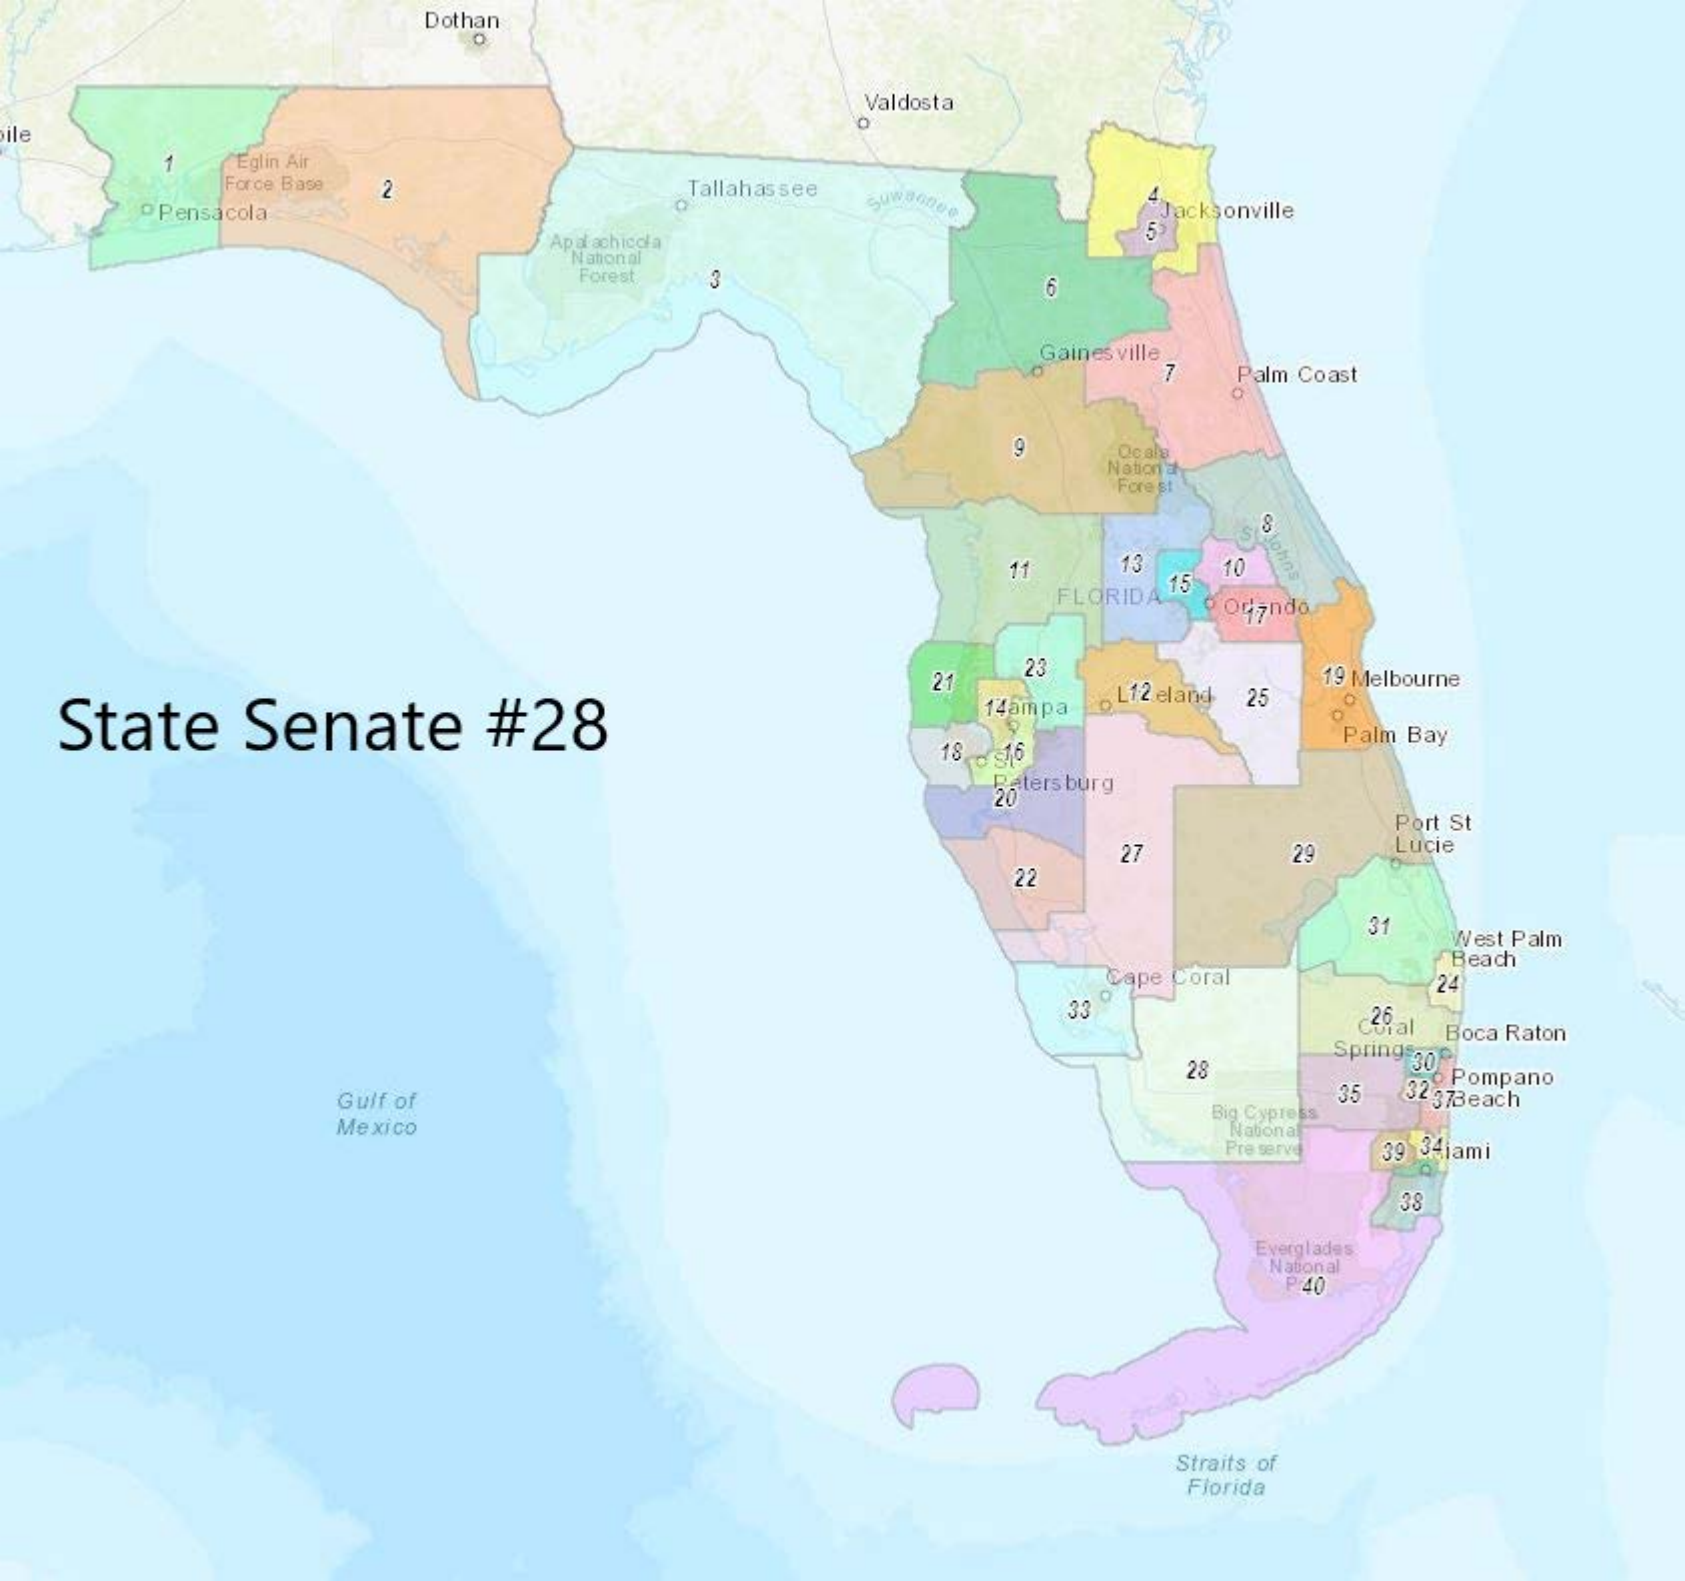 Dothan
Valdosta
1
Eglin Air
Force Base
2
Pensacola
Tallahassee
Suwannee
Apalachicola
National
Forest
3
4
Jacksonville
5
6
Gainesville
7
Palm Coast
9
Ocala
National
Forest
8
St Johns
11
13
15
10
FLORIDA
Orlando
17
21
23
12
Lakeland
25
19
Melbourne
State Senate #28
14
Tampa
Palm Bay
18
16
St
Petersburg
20
Port St
Lucie
27
29
22
31
West Palm
Beach
Cape Coral
24
33
26
Coral
Springs
Boca Raton
28
30
Pompano
Beach
35
32
37
Gulf of
Mexico
Big Cypress
National
Preserve
39
34
Miami
38
Everglades
National
40
Straits of
Florida